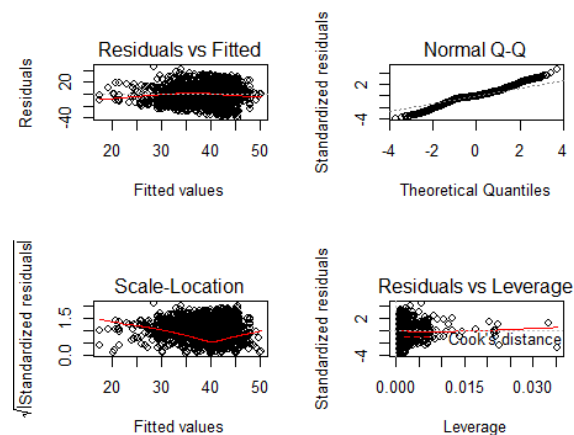 Residuals vs Fitted
Residuals
20
-40
20 30 40 50
Fitted values
Normal Q-Q
Standardized residuals
2
-4
-4 -2 0 2 4
Theoretical Quantiles
Scale-Location
√|Standardized residuals|
1.5
0.0
20 30 40 50
Fitted values
Residuals vs Leverage
Standardized residuals
2
-4
Cook's distance
0.000 0.015 0.030
Leverage